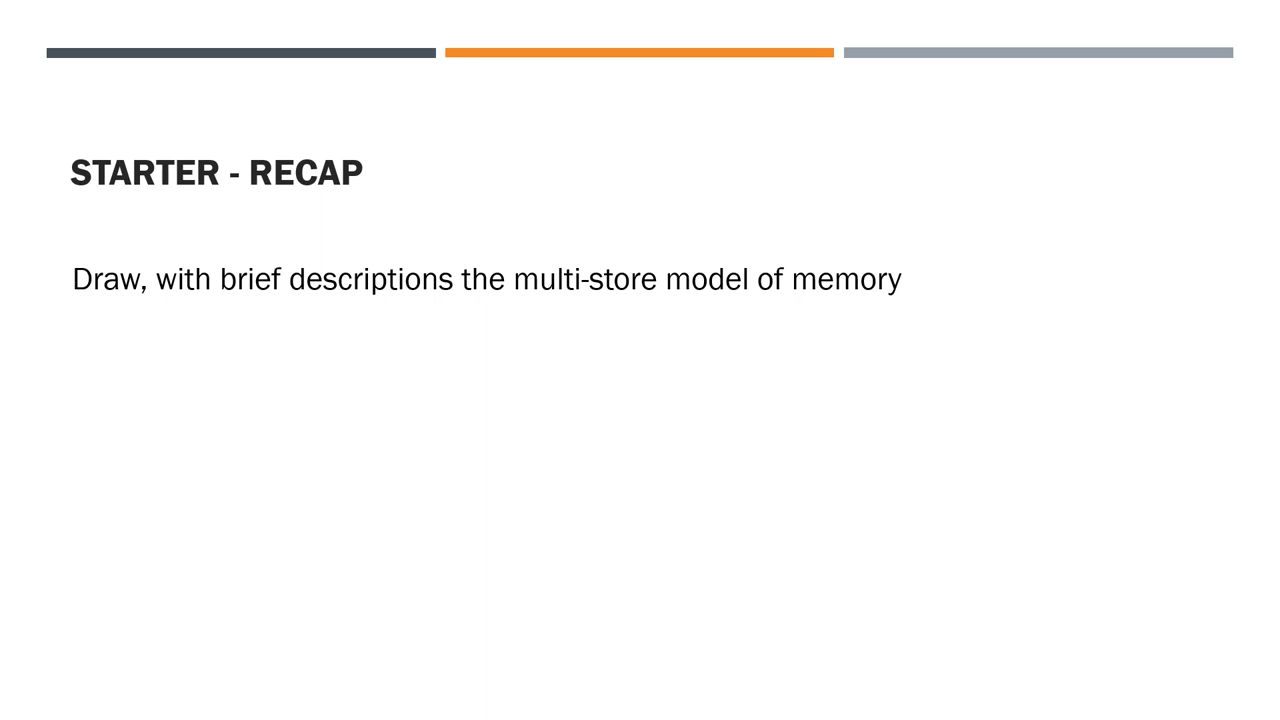 STARTER - RECAP
Draw, with brief descriptions the multi-store model of memory